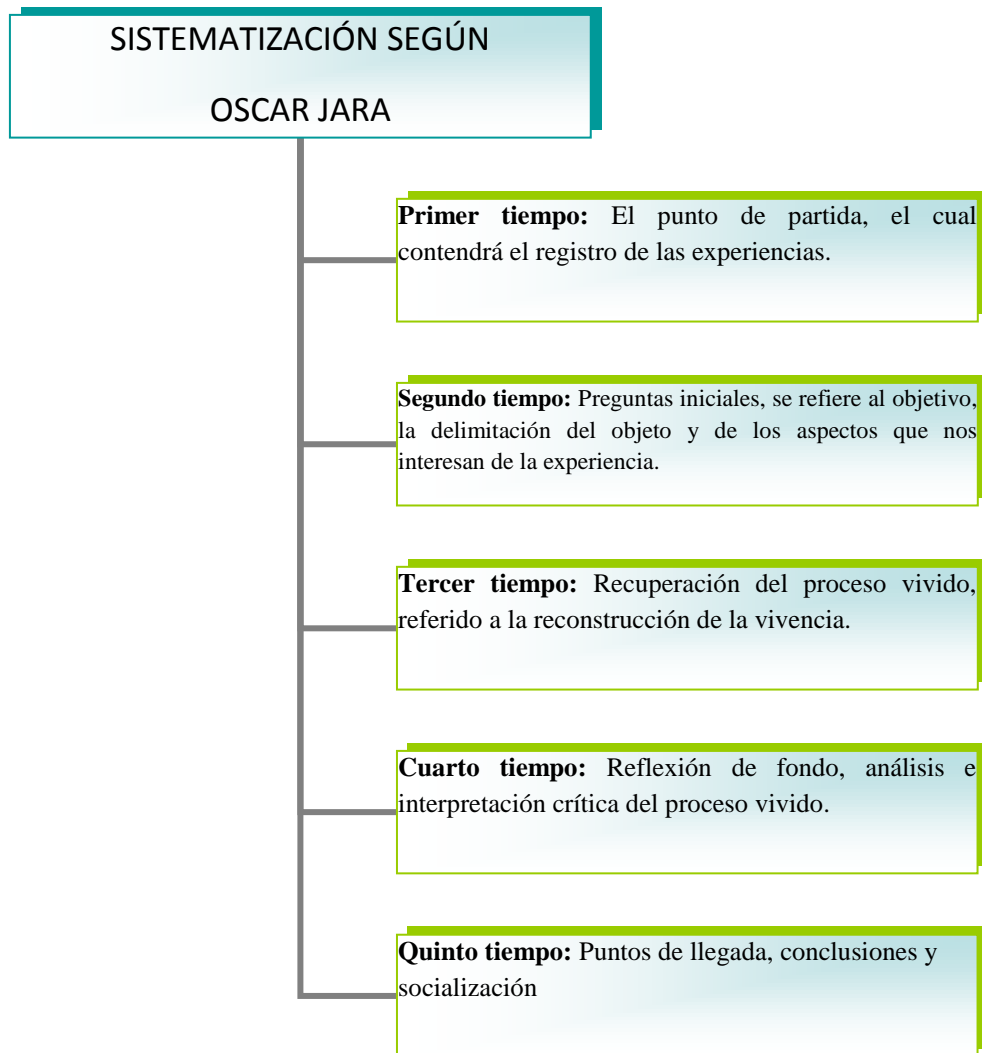 SISTEMATIZACIÓN SEGÚN
OSCAR JARA
Primer tiempo: El punto de partida, el cual
contendrá el registro de las experiencias.
Segundo tiempo: Preguntas iniciales, se refiere al objetivo,
la delimitación del objeto y de los aspectos que nos
interesan de la experiencia.
Tercer tiempo: Recuperación del proceso vivido,
referido a la reconstrucción de la vivencia.
Cuarto tiempo: Reflexión de fondo, análisis e
interpretación crítica del proceso vivido.
Quinto tiempo: Puntos de llegada, conclusiones y
socialización